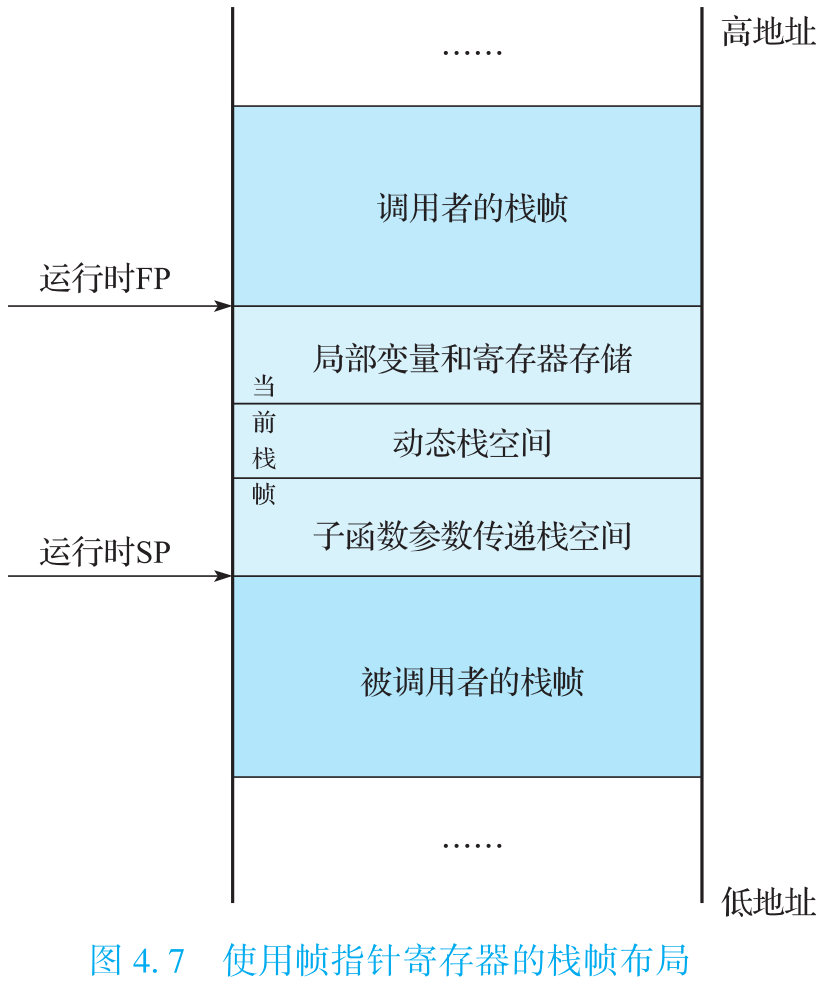 高地址
……
调用者的栈帧
运行时FP
局部变量和寄存器存储
当
前
栈
帧
动态栈空间
子函数参数传递栈空间
运行时SP
被调用者的栈帧
……
低地址
图 4. 7 使用帧指针寄存器的栈帧布局